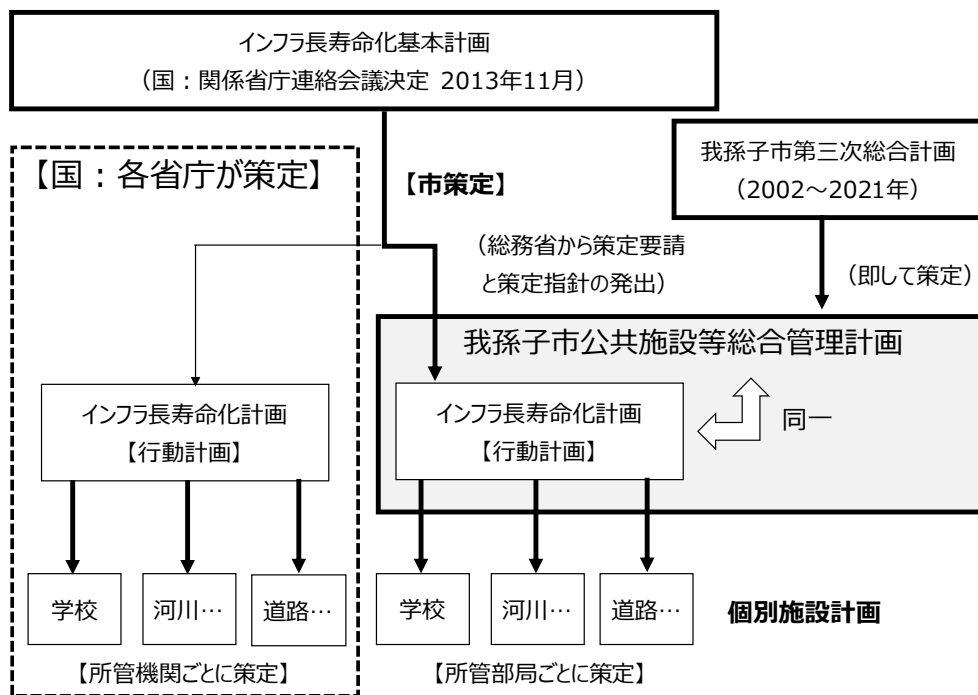 インフラ長寿命化基本計画
（国：関係省庁連絡会議決定 2013年11月）
我孫子市第三次総合計画
（2002～2021年）
【国：各省庁が策定】
【市策定】
（総務省から策定要請
と策定指針の発出）
（即して策定）
我孫子市公共施設等総合管理計画
インフラ長寿命化計画
【行動計画】
インフラ長寿命化計画
【行動計画】
同一
学校
河川…
道路…
学校
河川…
道路…
個別施設計画
【所管機関ごとに策定】
【所管部局ごとに策定】